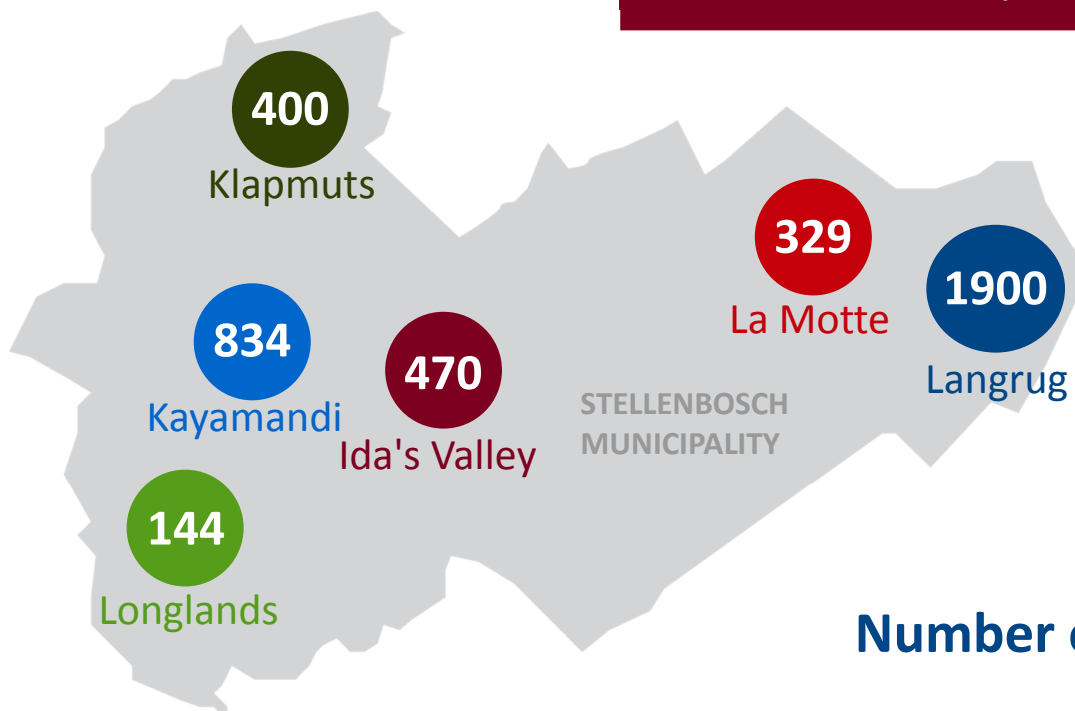 400
Klapmuts
329
La Motte
1900
Langrug
834
Kayamandi
470
Ida's Valley
STELLENBOSCH
MUNICIPALITY
144
Longlands
Number